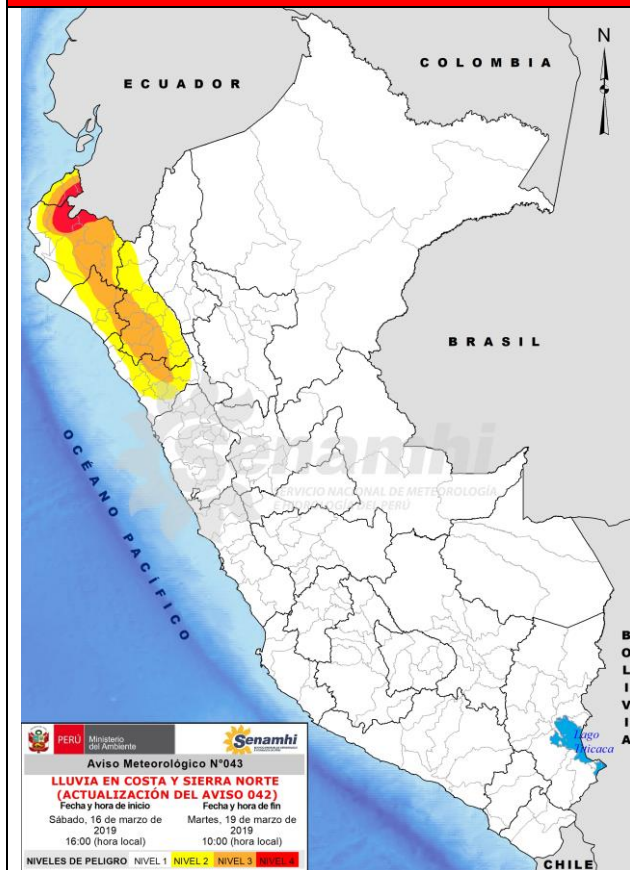 N
COLOMBIA
ECUADOR
BRASIL
Senamhi
SERVICIO NACIONAL DE METEOROLOGÍA
E HIDROLOGÍA DEL PERÚ
OCÉANO PACÍFICO
BOLIVIA
Lago
Titicaca
CHILE
PERÚ
Ministerio
del Ambiente
Senamhi
Aviso Meteorológico N°043
LLUVIA EN COSTA Y SIERRA NORTE
(ACTUALIZACIÓN DEL AVISO 042)
Fecha y hora de inicio
Sábado, 16 de marzo de
2019
16:00 (hora local)
Fecha y hora de fin
Martes, 19 de marzo de
2019
10:00 (hora local)
NIVELES DE PELIGRO NIVEL 1 NIVEL 2 NIVEL 3 NIVEL 4